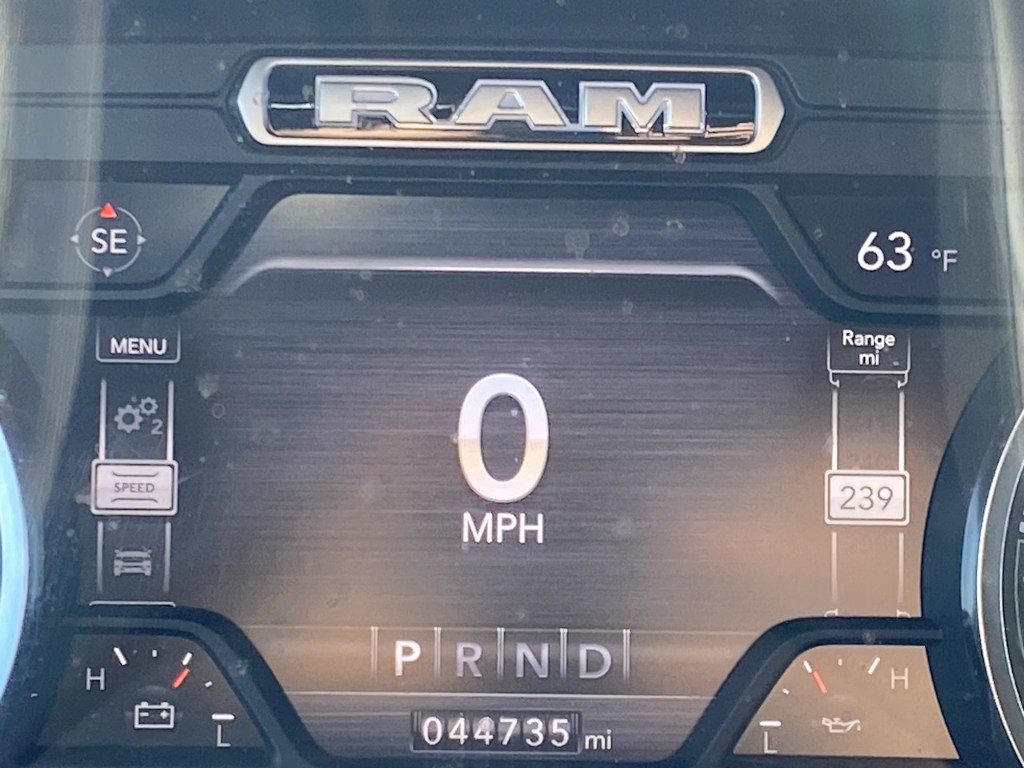 RAM
SE
63 °F
MENU
Range
mi
2
SPEED
239
0
MPH
P R N D
H
H
L
044735 mi
L